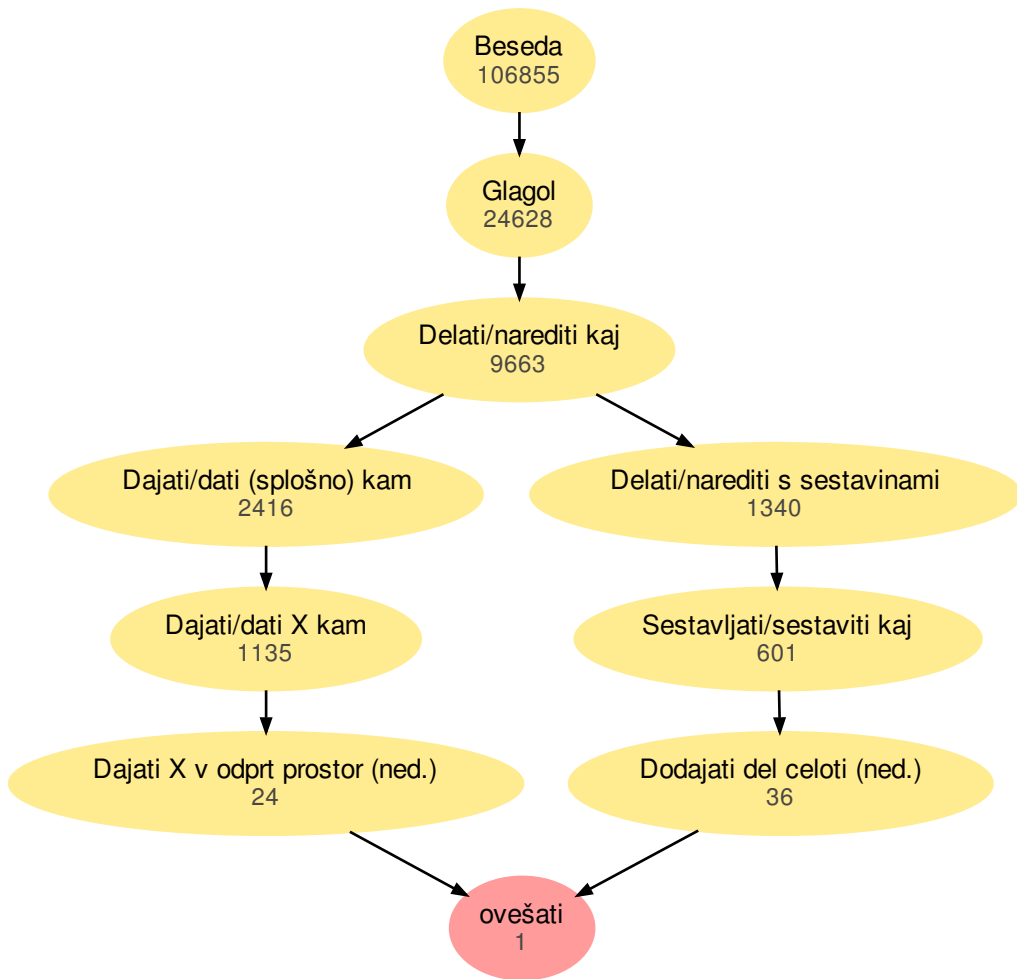 Beseda
106855
Glagol
24628
Delati/narediti kaj
9663
Dajati/dati (splošno) kam
2416
Delati/narediti s sestavinami
1340
Dajati/dati X kam
1135
Sestavljati/sestaviti kaj
601
Dajati X v odprt prostor (ned.)
24
Dodajati del celoti (ned.)
36
ovešati
1